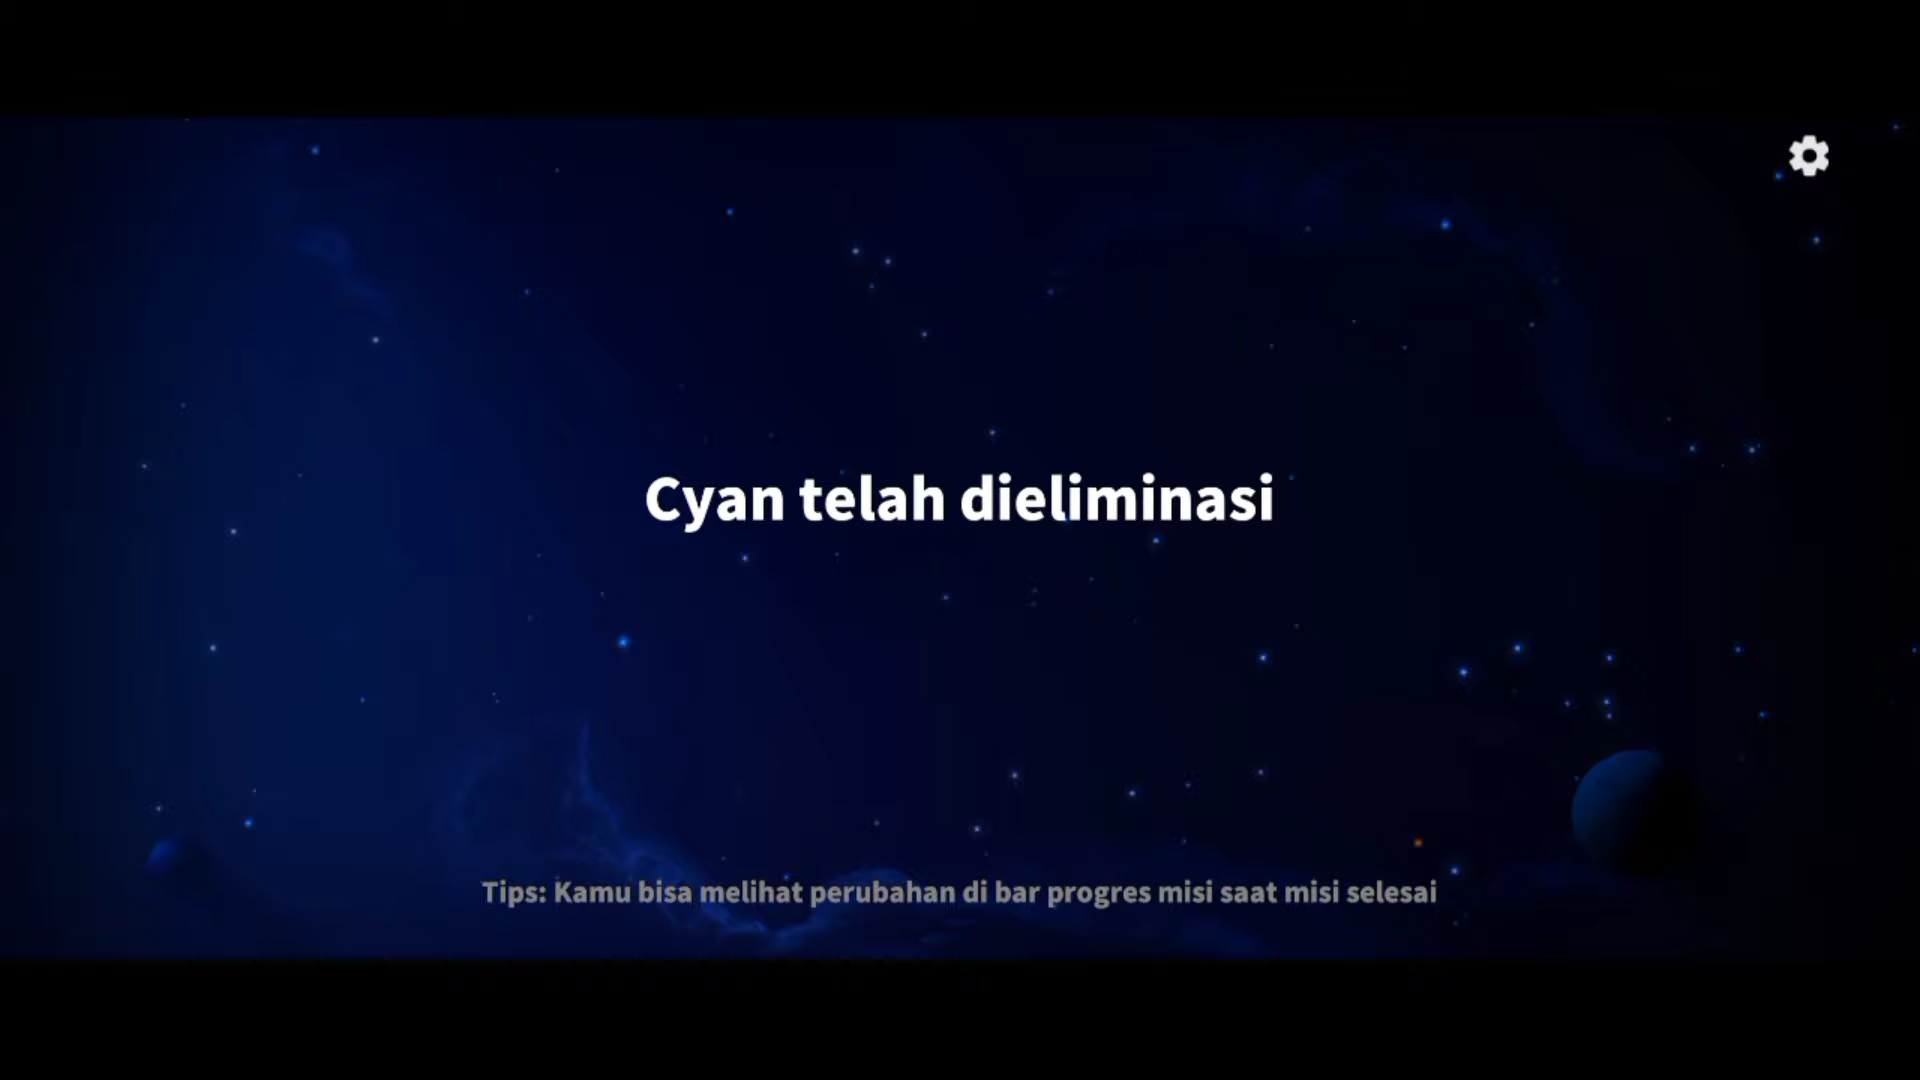 Cyan telah dieliminasi
Tips: Kamu bisa melihat perubahan di bar progres misi saat misi selesai